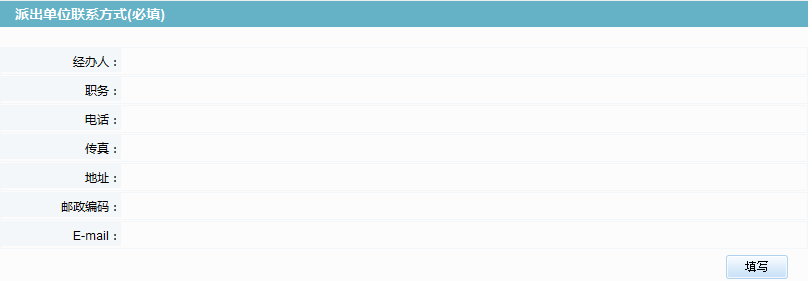 派出单位联系方式(必填)
经办人：
职务：
电话：
传真：
地址：
邮政编码：
E-mail：
填写